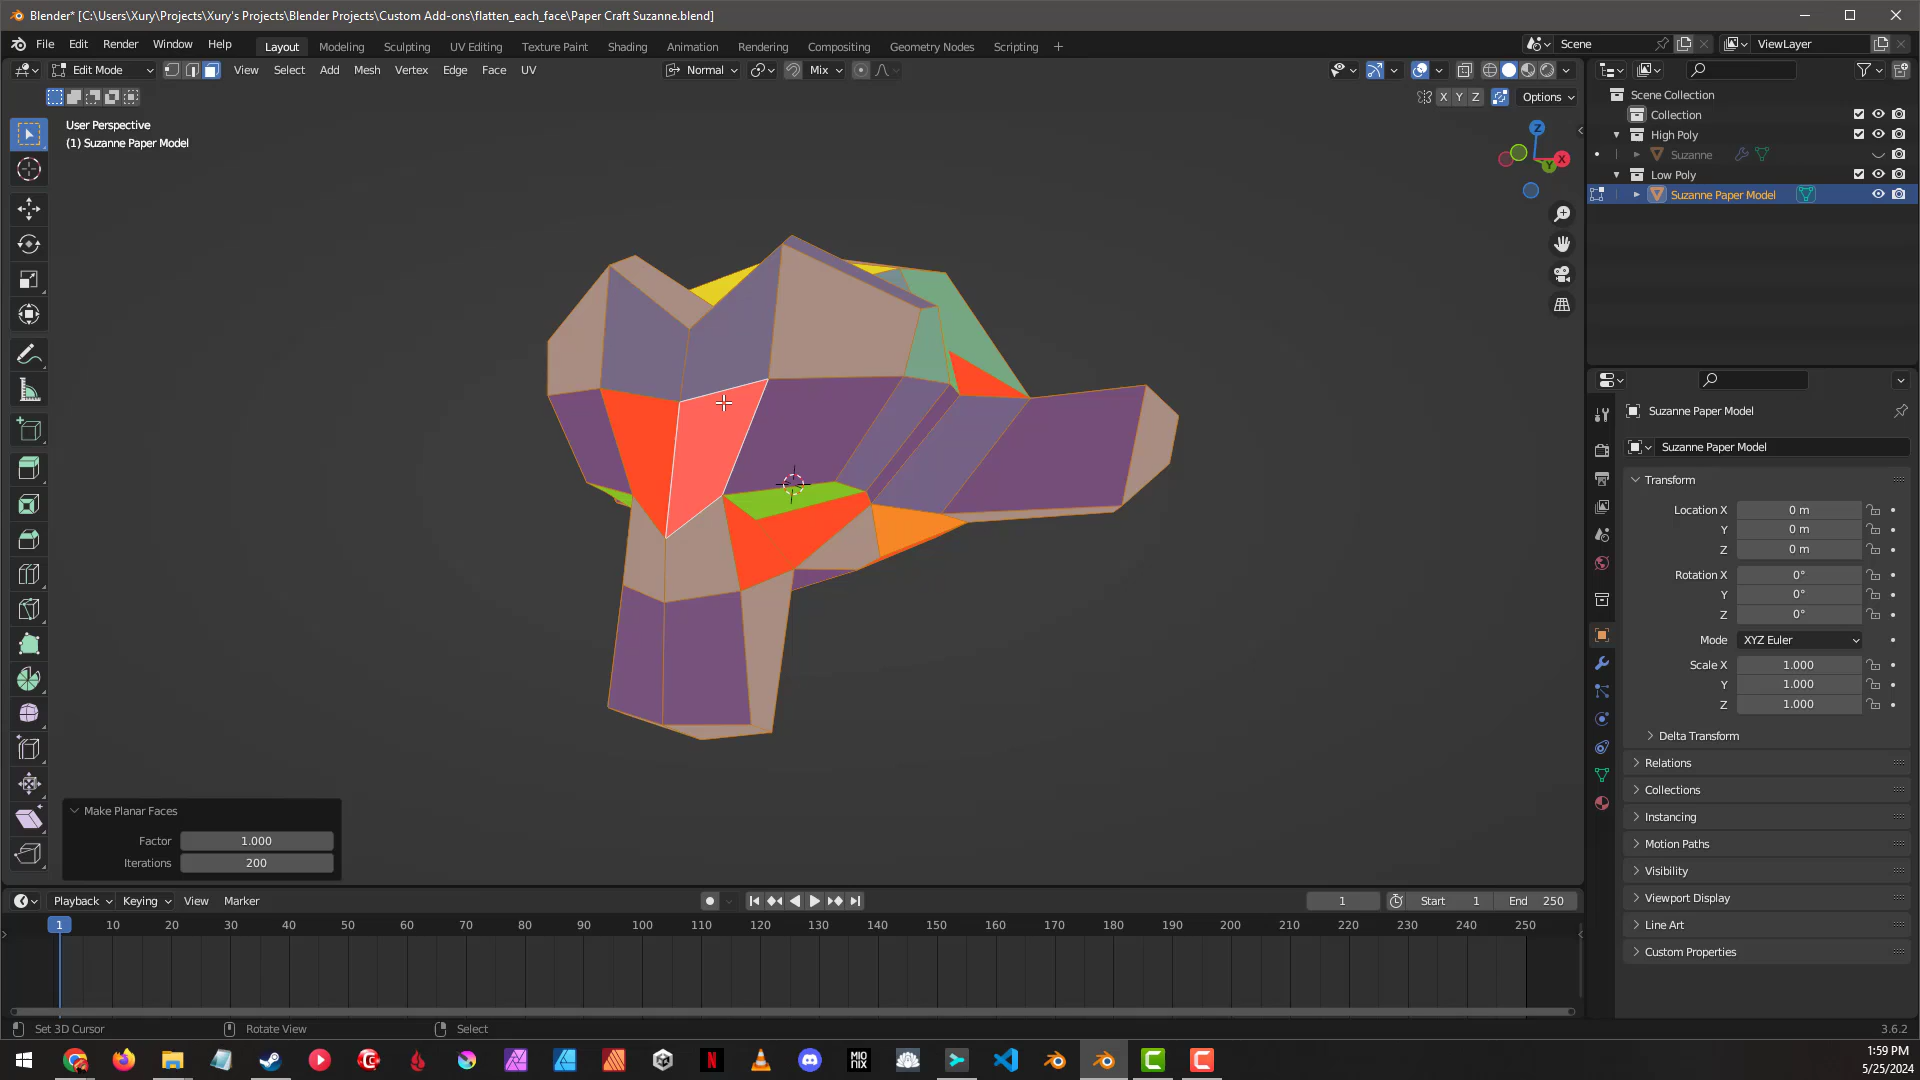 Blender* [C:\Users\Xury\Projects\Xury's Projects\Blender Projects\Custom Add-ons\flatten_each_face\Paper Craft Suzanne.blend]
File Edit Render Window Help Layout Modeling Sculpting UV Editing Texture Paint Shading Animation Rendering Compositing Geometry Nodes Scripting Scene ViewLayer
Edit Mode View Select Add Mesh Vertex Edge Face UV Normal Mix
X Y Z Options
User Perspective
(1) Suzanne Paper Model
Z
X
Y
Scene Collection
Collection
High Poly
Suzanne
Low Poly
Suzanne Paper Model
Suzanne Paper Model
Suzanne Paper Model
Transform
Location X 0 m
Y 0 m
Z 0 m
Rotation X 0°
Y 0°
Z 0°
Mode XYZ Euler
Scale X 1.000
Y 1.000
Z 1.000
Delta Transform
Relations
Collections
Instancing
Motion Paths
Visibility
Viewport Display
Line Art
Custom Properties
Make Planar Faces
Factor 1.000
Iterations 200
Playback Keying View Marker 1 Start 1 End 250
1 10 20 30 40 50 60 70 80 90 100 110 120 130 140 150 160 170 180 190 200 210 220 230 240 250
Set 3D Cursor Rotate View Select 3.6.2
MIO
NIX
1:59 PM
5/25/2024